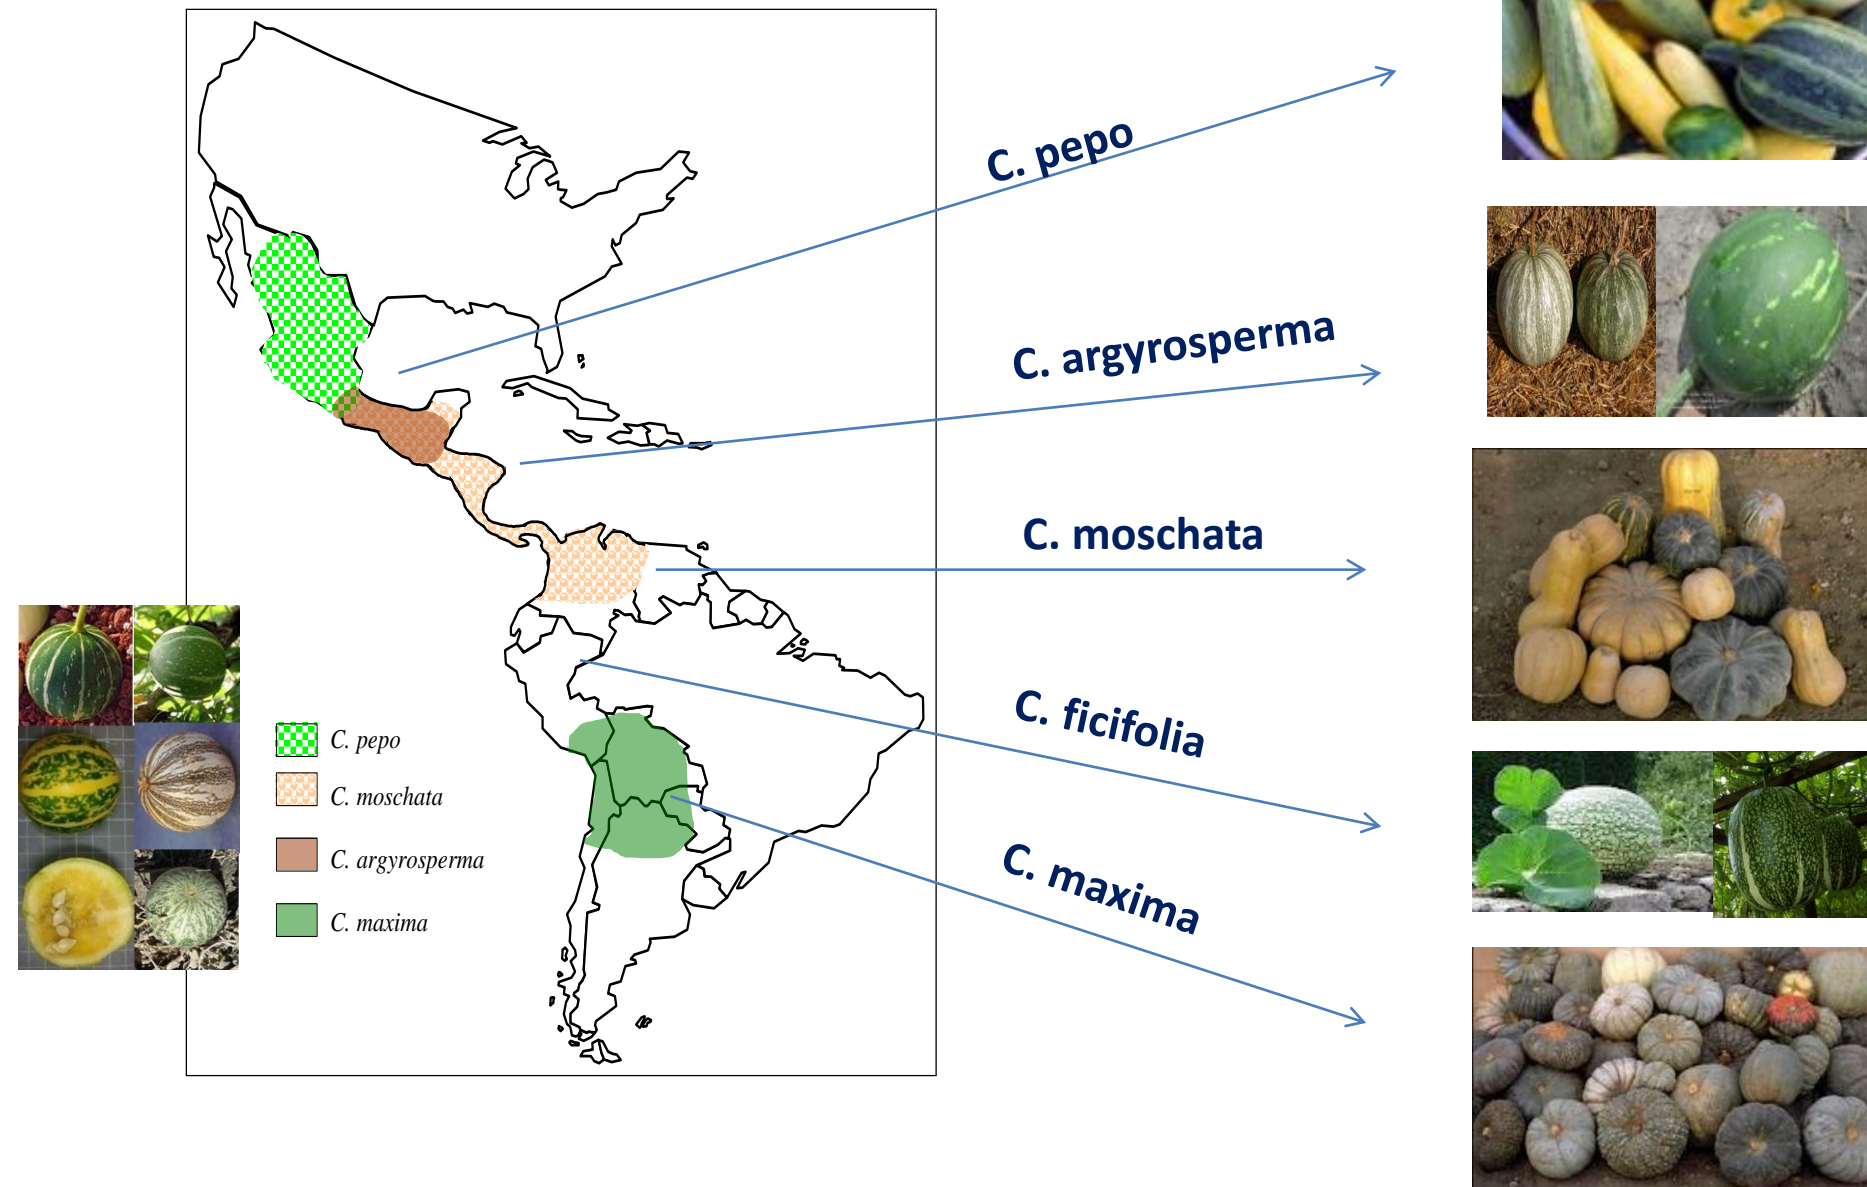 C. pepo
C. argyrosperma
C. moschata
C. ficifolia
C. maxima
C. pepo
C. moschata
C. argyrosperma
C. maxima